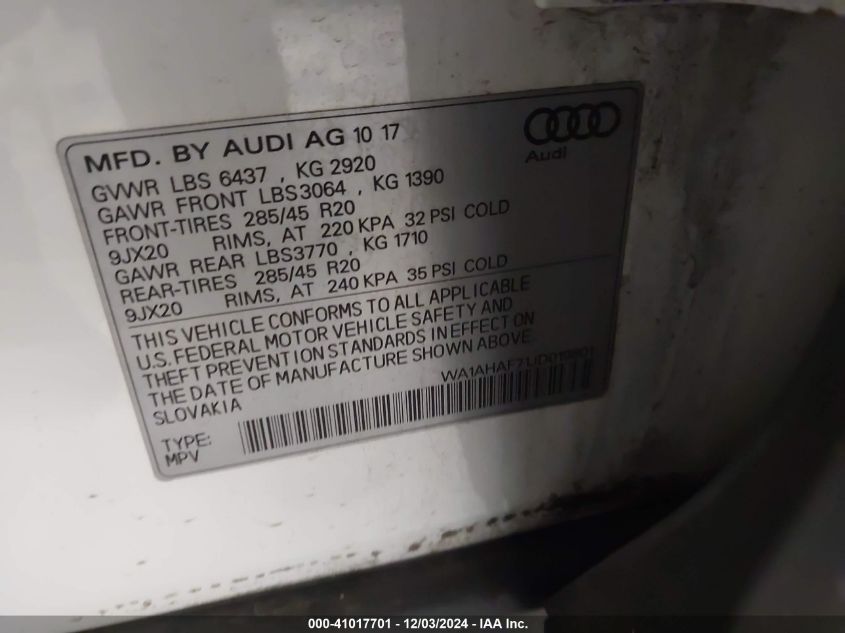 MFD. BY AUDI AG 10 17
Audi
GVWR LBS 6437 , KG 2920
GAWR FRONT LBS3064 , KG 1390
FRONT-TIRES 285/45 R20
9JX20 RIMS, AT 220 KPA 32 PSI COLD
GAWR REAR LBS3770 , KG 1710
REAR-TIRES 285/45 R20
9JX20 RIMS, AT 240 KPA 35 PSI COLD
THIS VEHICLE CONFORMS TO ALL APPLICABLE
U.S. FEDERAL MOTOR VEHICLE SAFETY AND
THEFT PREVENTION STANDARDS IN EFFECT ON
THE DATE OF MANUFACTURE SHOWN ABOVE.
SLOVAKIA
TYPE:
MPV
000-41017701 - 12/03/2024 - IAA Inc.